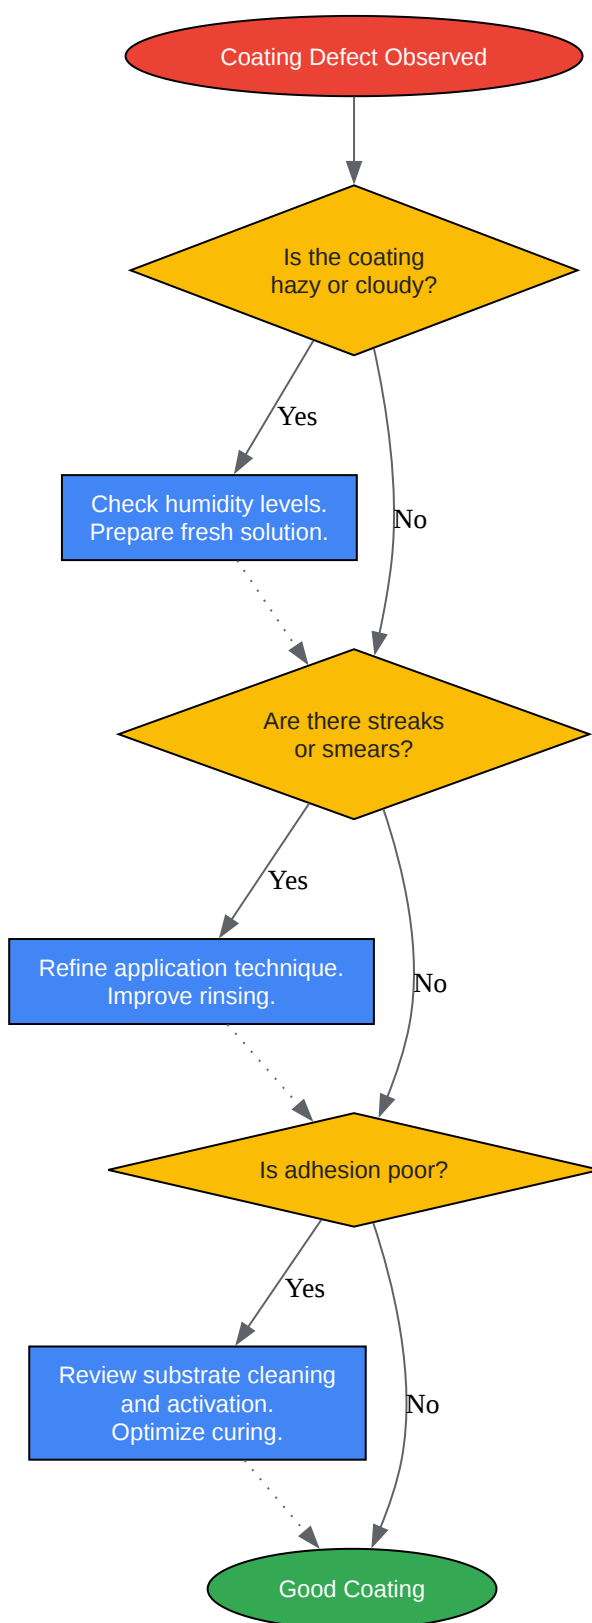 Coating Defect Observed
Is the coating
hazy or cloudy?
Yes
Check humidity levels.
Prepare fresh solution.
No
Are there streaks
or smears?
Yes
Refine application technique.
Improve rinsing.
No
Is adhesion poor?
Yes
Review substrate cleaning
and activation.
Optimize curing.
No
Good Coating